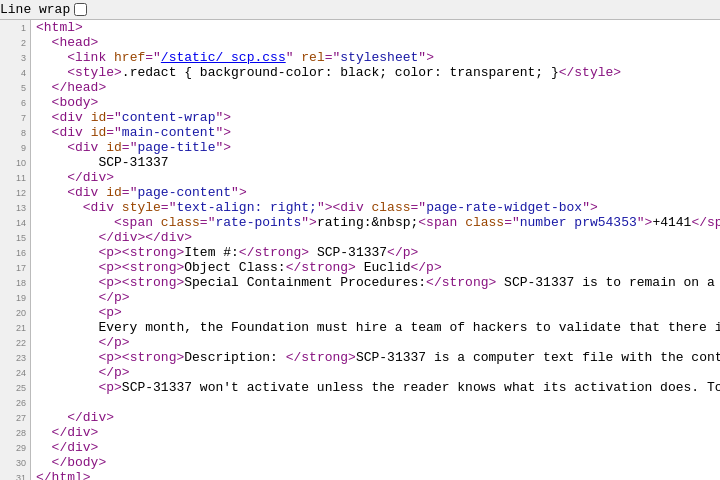 Line wrap
1 <html>
2 <head>
3 <link href="/static/_scp.css" rel="stylesheet">
4 <style>.redact { background-color: black; color: transparent; }</style>
5 </head>
6 <body>
7 <div id="content-wrap">
8 <div id="main-content">
9 <div id="page-title">
10 SCP-31337
11 </div>
12 <div id="page-content">
13 <div style="text-align: right;"><div class="page-rate-widget-box">
14 <span class="rate-points">rating:&nbsp;<span class="number prw54353">+4141</sp
15 </div></div>
16 <p><strong>Item #:</strong> SCP-31337</p>
17 <p><strong>Object Class:</strong> Euclid</p>
18 <p><strong>Special Containment Procedures:</strong> SCP-31337 is to remain on a
19 </p>
20 <p>
21 Every month, the Foundation must hire a team of hackers to validate that there i
22 </p>
23 <p><strong>Description: </strong>SCP-31337 is a computer text file with the cont
24 </p>
25 <p>SCP-31337 won't activate unless the reader knows what its activation does. To
26
27 </div>
28 </div>
29 </div>
30 </body>
31 </html>